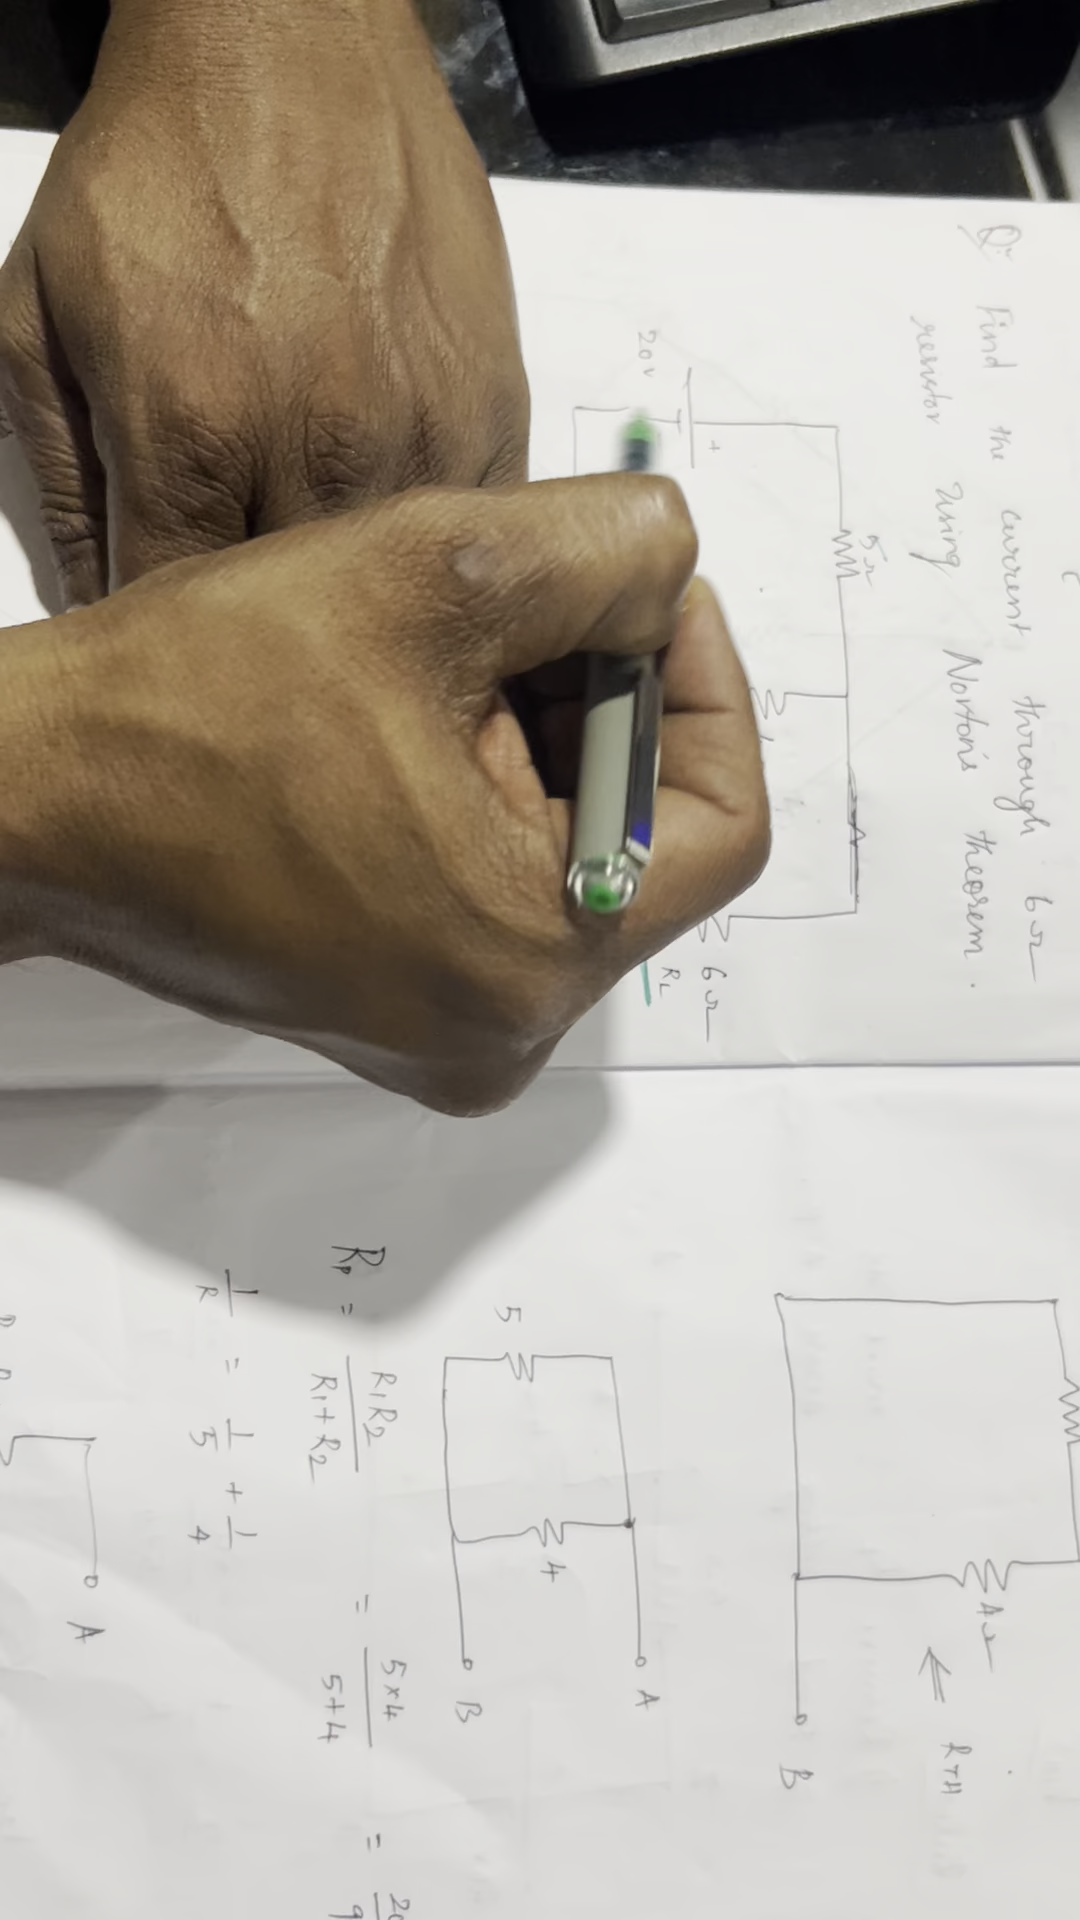 Q: Find the current through 6Ω
resistor using Norton's theorem.
5Ω
20V
+
A
6Ω
RL
4Ω
← RTH
B
A
5
4
B
Rp = R1R2 / R1+R2 = 5×4 / 5+4 = 20 / 9
1/R = 1/5 + 1/4
A